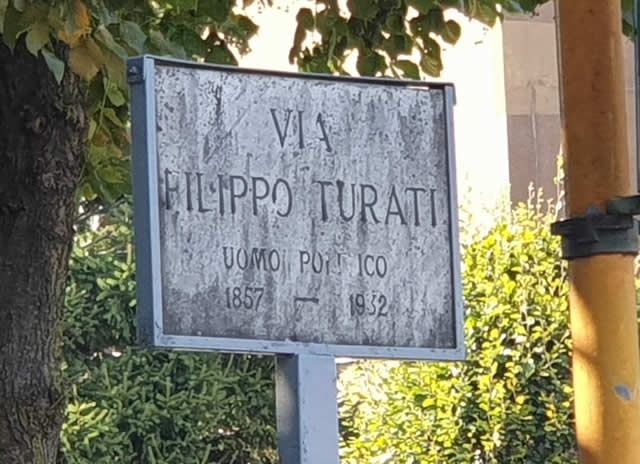 VIA
FILIPPO TURATI
UOMO POLITICO
1857 — 1932